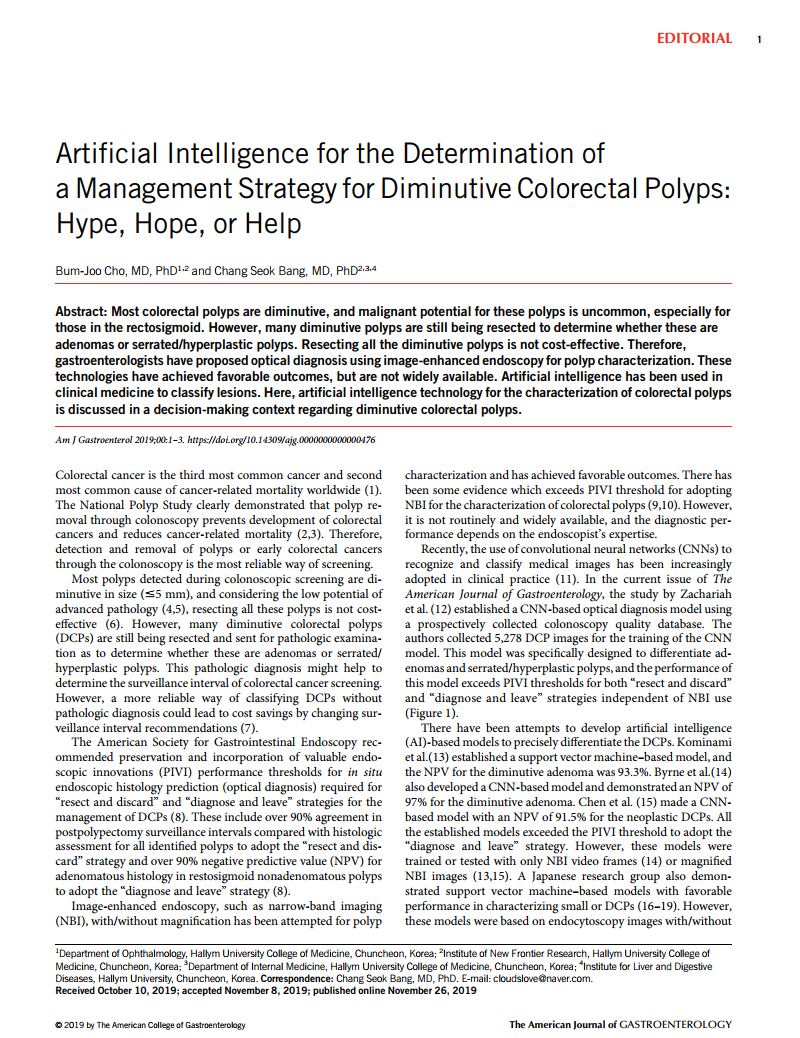 EDITORIAL 1
Artificial Intelligence for the Determination of
a Management Strategy for Diminutive Colorectal Polyps:
Hype, Hope, or Help
Bum-Joo Cho, MD, PhD1,2 and Chang Seok Bang, MD, PhD2,3,4
Abstract: Most colorectal polyps are diminutive, and malignant potential for these polyps is uncommon, especially for
those in the rectosigmoid. However, many diminutive polyps are still being resected to determine whether these are
adenomas or serrated/hyperplastic polyps. Resecting all the diminutive polyps is not cost-effective. Therefore,
gastroenterologists have proposed optical diagnosis using image-enhanced endoscopy for polyp characterization. These
technologies have achieved favorable outcomes, but are not widely available. Artificial intelligence has been used in
clinical medicine to classify lesions. Here, artificial intelligence technology for the characterization of colorectal polyps
is discussed in a decision-making context regarding diminutive colorectal polyps.
Am J Gastroenterol 2019;00:1–3. https://doi.org/10.14309/ajg.0000000000000476
Colorectal cancer is the third most common cancer and second
most common cause of cancer-related mortality worldwide (1).
The National Polyp Study clearly demonstrated that polyp re-
moval through colonoscopy prevents development of colorectal
cancers and reduces cancer-related mortality (2,3). Therefore,
detection and removal of polyps or early colorectal cancers
through the colonoscopy is the most reliable way of screening.
Most polyps detected during colonoscopic screening are di-
minutive in size (≤5 mm), and considering the low potential of
advanced pathology (4,5), resecting all these polyps is not cost-
effective (6). However, many diminutive colorectal polyps
(DCPs) are still being resected and sent for pathologic examina-
tion as to determine whether these are adenomas or serrated/
hyperplastic polyps. This pathologic diagnosis might help to
determine the surveillance interval of colorectal cancer screening.
However, a more reliable way of classifying DCPs without
pathologic diagnosis could lead to cost savings by changing sur-
veillance interval recommendations (7).
The American Society for Gastrointestinal Endoscopy rec-
ommended preservation and incorporation of valuable endo-
scopic innovations (PIVI) performance thresholds for in situ
endoscopic histology prediction (optical diagnosis) required for
“resect and discard” and “diagnose and leave” strategies for the
management of DCPs (8). These include over 90% agreement in
postpolypectomy surveillance intervals compared with histologic
assessment for all identified polyps to adopt the “resect and dis-
card” strategy and over 90% negative predictive value (NPV) for
adenomatous histology in restosigmoid nonadenomatous polyps
to adopt the “diagnose and leave” strategy (8).
Image-enhanced endoscopy, such as narrow-band imaging
(NBI), with/without magnification has been attempted for polyp
characterization and has achieved favorable outcomes. There has
been some evidence which exceeds PIVI threshold for adopting
NBI for the characterization of colorectal polyps (9,10). However,
it is not routinely and widely available, and the diagnostic per-
formance depends on the endoscopist’s expertise.
Recently, the use of convolutional neural networks (CNNs) to
recognize and classify medical images has been increasingly
adopted in clinical practice (11). In the current issue of The
American Journal of Gastroenterology, the study by Zachariah
et al. (12) established a CNN-based optical diagnosis model using
a prospectively collected colonoscopy quality database. The
authors collected 5,278 DCP images for the training of the CNN
model. This model was specifically designed to differentiate ad-
enomas and serrated/hyperplastic polyps, and the performance of
this model exceeds PIVI thresholds for both “resect and discard”
and “diagnose and leave” strategies independent of NBI use
(Figure 1).
There have been attempts to develop artificial intelligence
(AI)-based models to precisely differentiate the DCPs. Kominami
et al.(13) established a support vector machine–based model, and
the NPV for the diminutive adenoma was 93.3%. Byrne et al.(14)
also developed a CNN-based model and demonstrated an NPV of
97% for the diminutive adenoma. Chen et al. (15) made a CNN-
based model with an NPV of 91.5% for the neoplastic DCPs. All
the established models exceeded the PIVI threshold to adopt the
“diagnose and leave” strategy. However, these models were
trained or tested with only NBI video frames (14) or magnified
NBI images (13,15). A Japanese research group also demon-
strated support vector machine–based models with favorable
performance in characterizing small or DCPs (16–19). However,
these models were based on endocytoscopy images with/without
1Department of Ophthalmology, Hallym University College of Medicine, Chuncheon, Korea; 2Institute of New Frontier Research, Hallym University College of
Medicine, Chuncheon, Korea; 3Department of Internal Medicine, Hallym University College of Medicine, Chuncheon, Korea; 4Institute for Liver and Digestive
Diseases, Hallym University, Chuncheon, Korea. Correspondence: Chang Seok Bang, MD, PhD. E-mail: cloudslove@naver.com.
Received October 10, 2019; accepted November 8, 2019; published online November 26, 2019
© 2019 by The American College of Gastroenterology The American Journal of GASTROENTEROLOGY